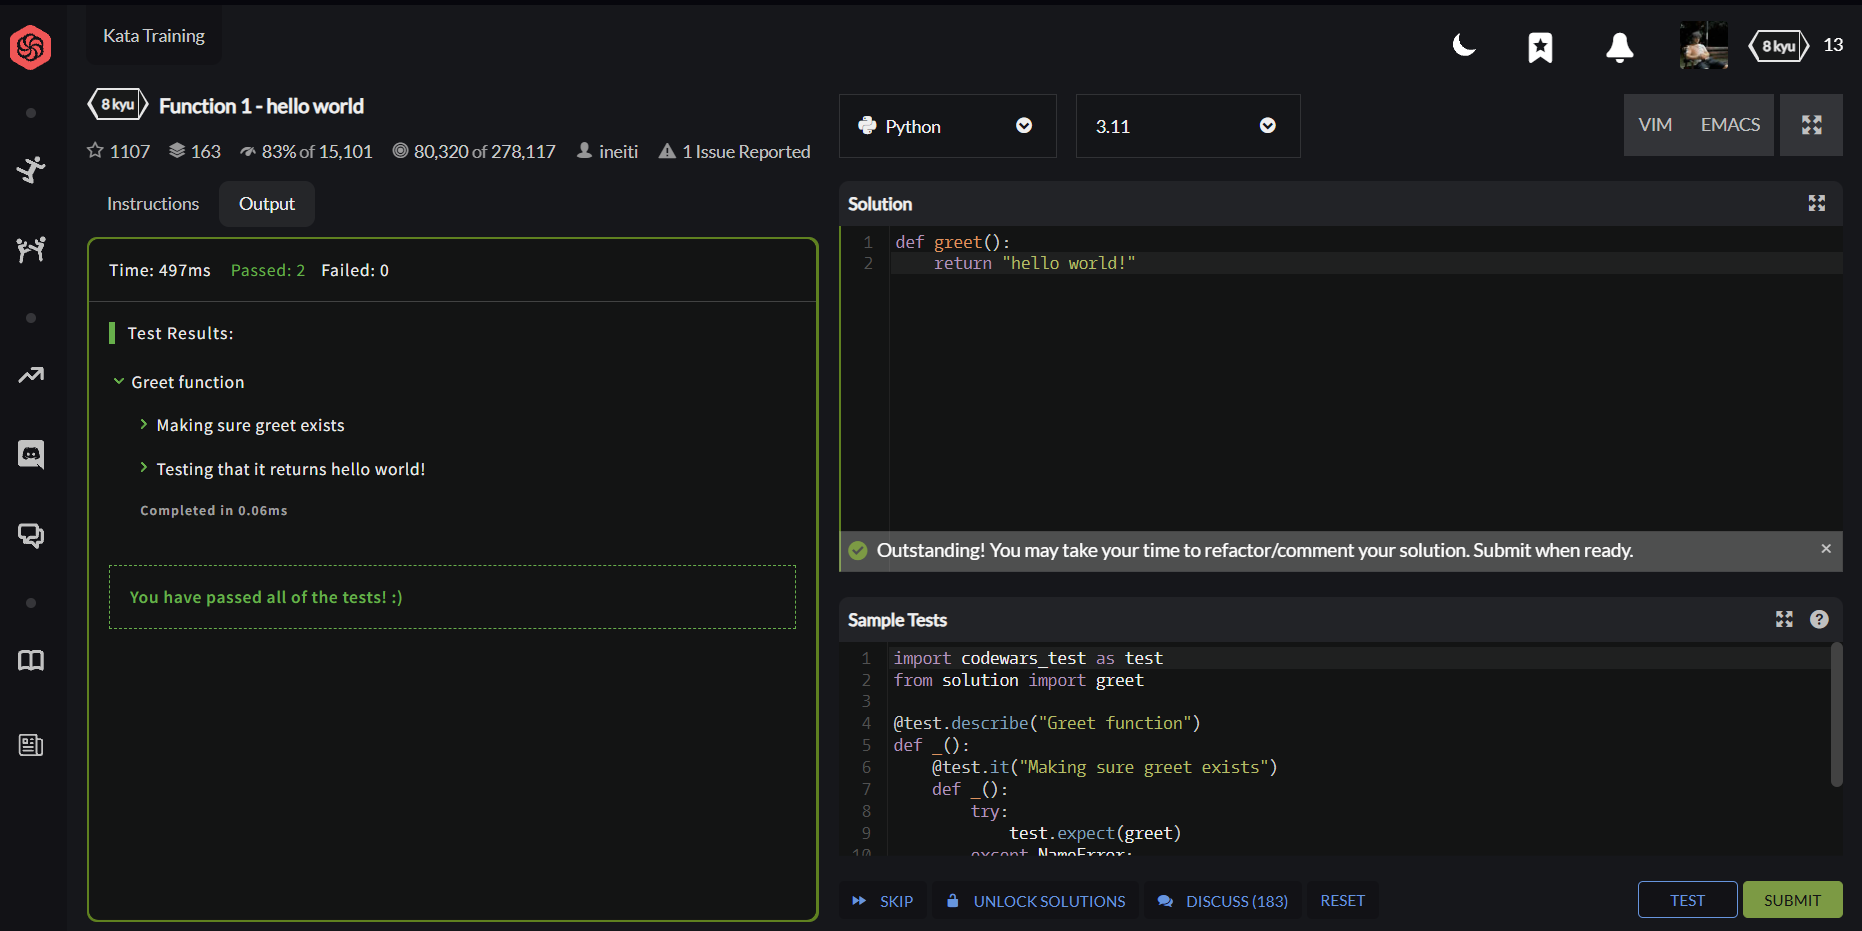 Kata Training
8 kyu
13
8 kyu Function 1 - hello world
1107 163 83% of 15,101 80,320 of 278,117 ineiti 1 Issue Reported
Python
3.11
VIM EMACS
Instructions Output
Time: 497ms Passed: 2 Failed: 0
Test Results:
Greet function
Making sure greet exists
Testing that it returns hello world!
Completed in 0.06ms
You have passed all of the tests! :)
Solution
1 def greet():
2 return "hello world!"
Outstanding! You may take your time to refactor/comment your solution. Submit when ready.
Sample Tests
1 import codewars_test as test
2 from solution import greet
3
4 @test.describe("Greet function")
5 def _():
6 @test.it("Making sure greet exists")
7 def _():
8 try:
9 test.expect(greet)
10 except NameError:
SKIP UNLOCK SOLUTIONS DISCUSS (183) RESET
TEST SUBMIT